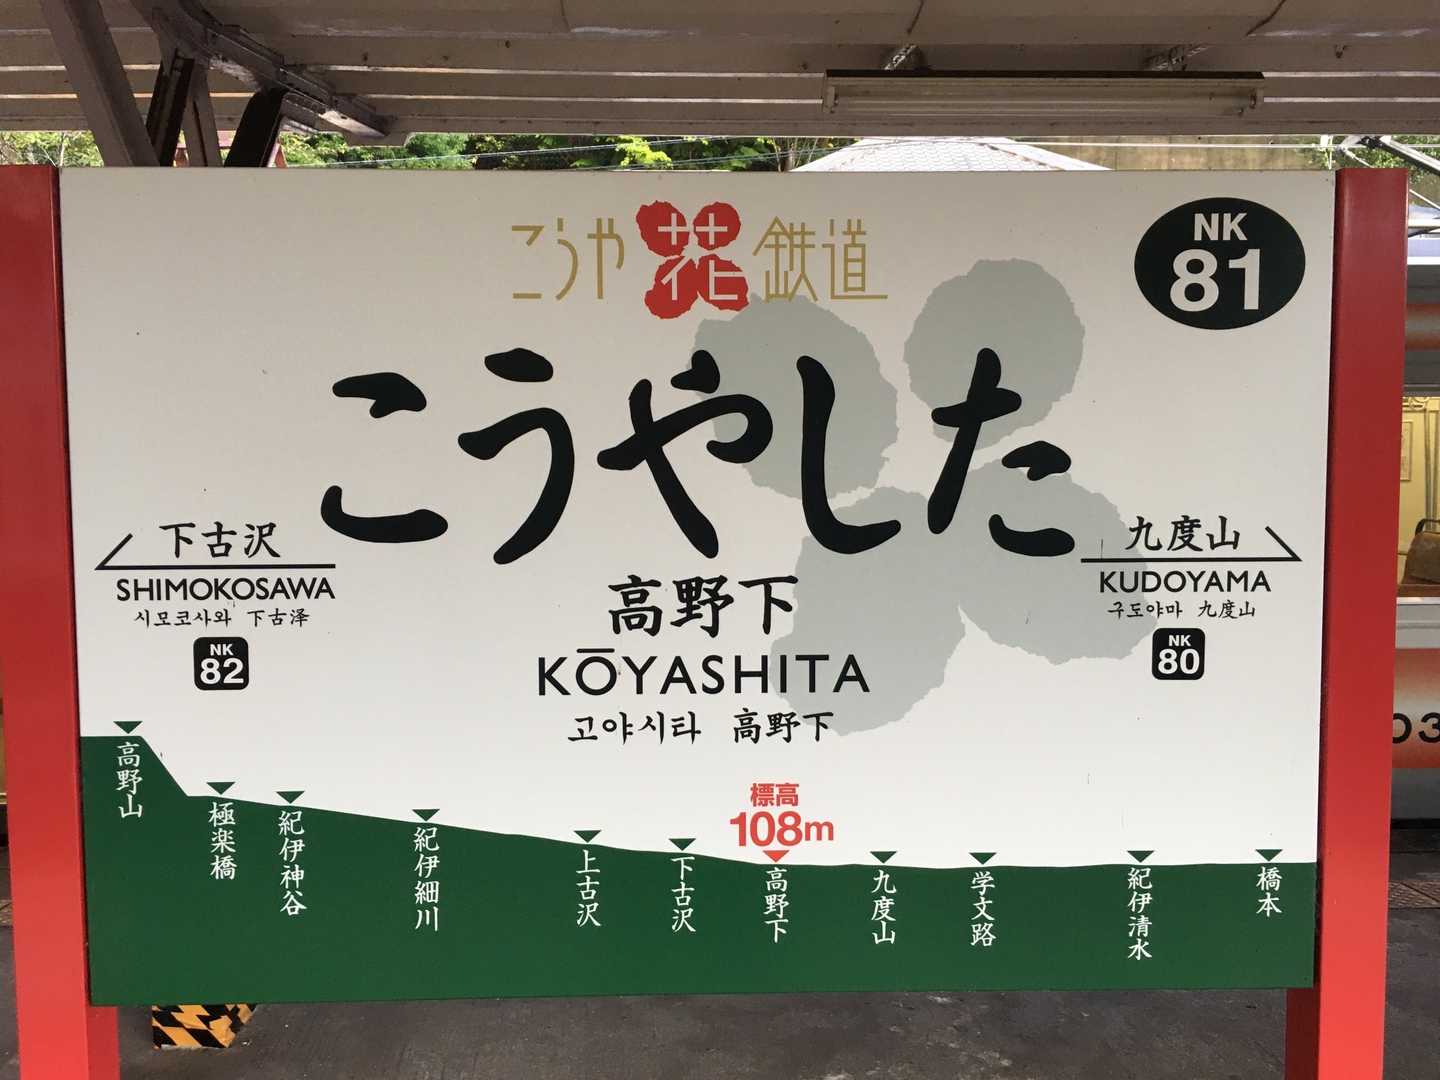 こうや花鉄道
NK
81
こうやした
下古沢
SHIMOKOSAWA
시모코사와 下古泽
NK
82
高野下
KŌYASHITA
고야시타 高野下
九度山
KUDOYAMA
구도야마 九度山
NK
80
標高
108m
高野山
極楽橋
紀伊神谷
紀伊細川
上古沢
下古沢
高野下
九度山
学文路
紀伊清水
橋本